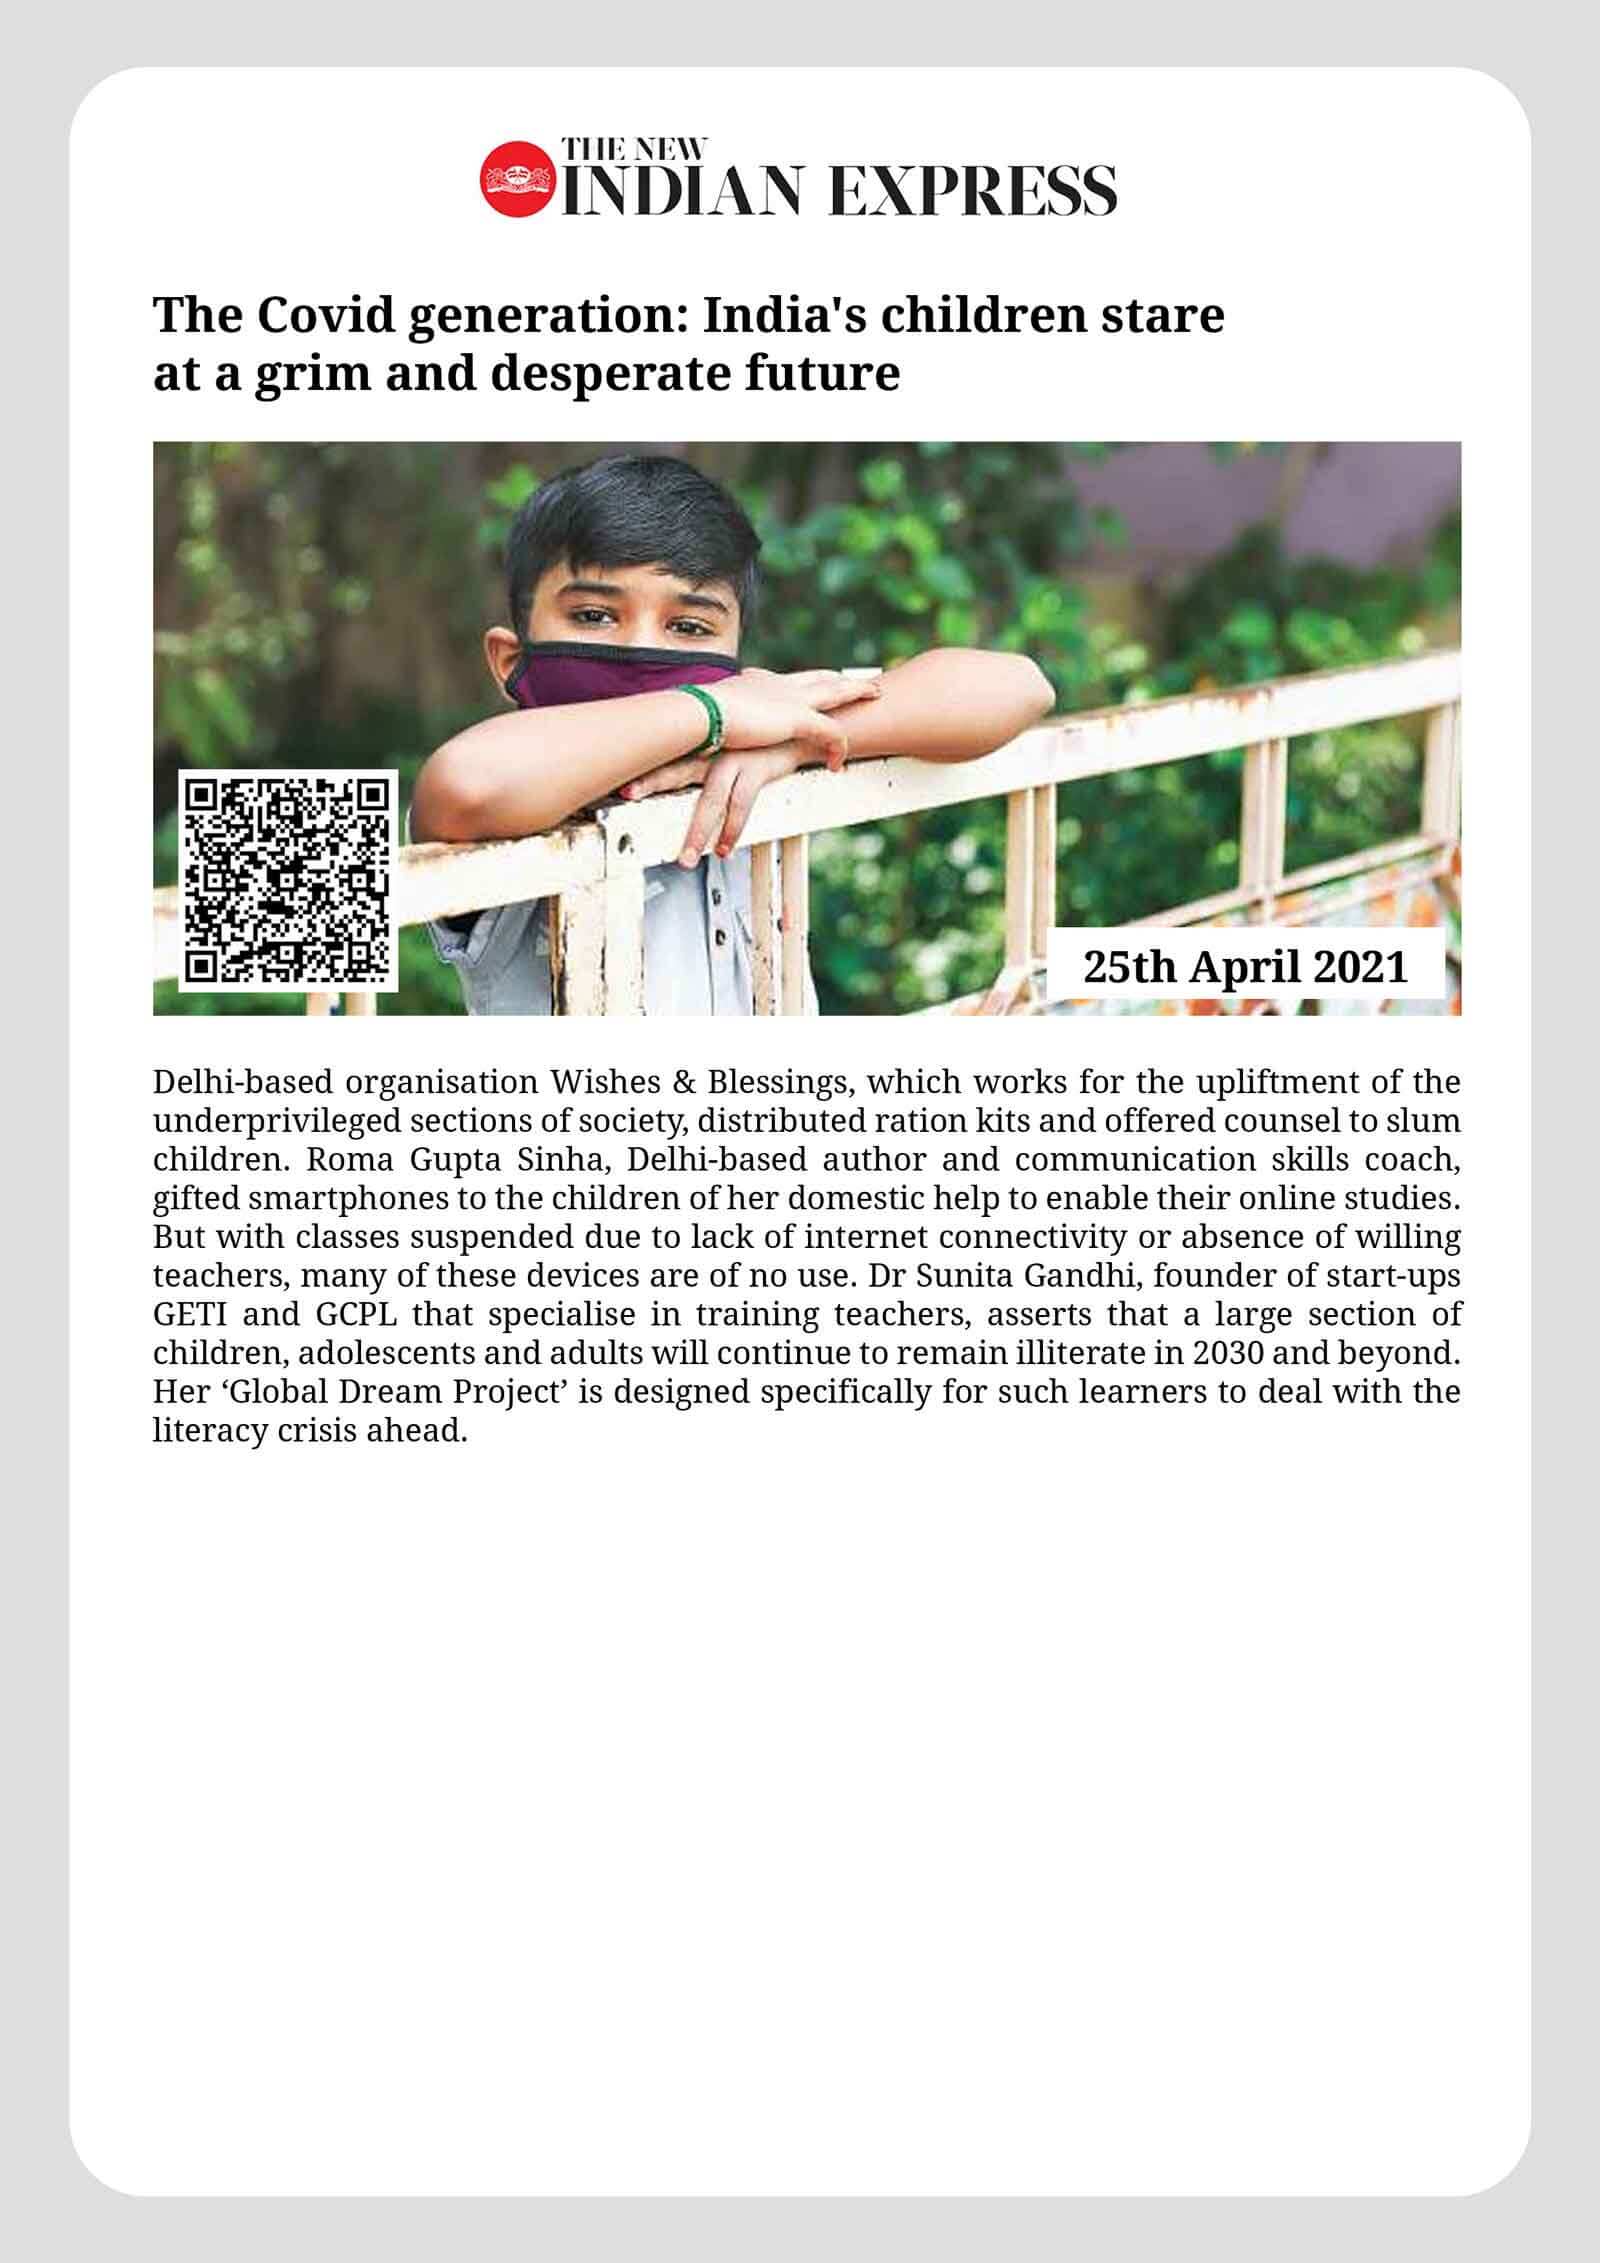 THE NEW
INDIAN EXPRESS
The Covid generation: India's children stare
at a grim and desperate future
25th April 2021
Delhi-based organisation Wishes & Blessings, which works for the upliftment of the
underprivileged sections of society, distributed ration kits and offered counsel to slum
children. Roma Gupta Sinha, Delhi-based author and communication skills coach,
gifted smartphones to the children of her domestic help to enable their online studies.
But with classes suspended due to lack of internet connectivity or absence of willing
teachers, many of these devices are of no use. Dr Sunita Gandhi, founder of start-ups
GETI and GCPL that specialise in training teachers, asserts that a large section of
children, adolescents and adults will continue to remain illiterate in 2030 and beyond.
Her ‘Global Dream Project’ is designed specifically for such learners to deal with the
literacy crisis ahead.